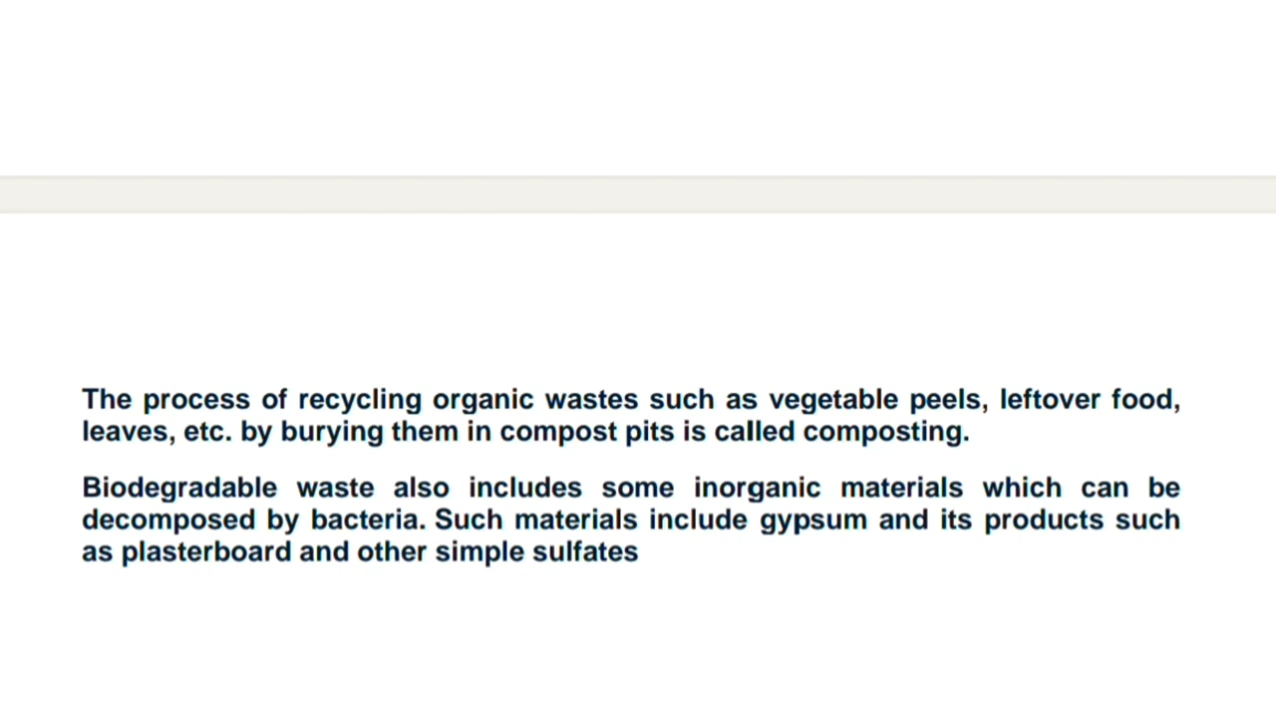 The process of recycling organic wastes such as vegetable peels, leftover food,
leaves, etc. by burying them in compost pits is called composting.
Biodegradable waste also includes some inorganic materials which can be
decomposed by bacteria. Such materials include gypsum and its products such
as plasterboard and other simple sulfates